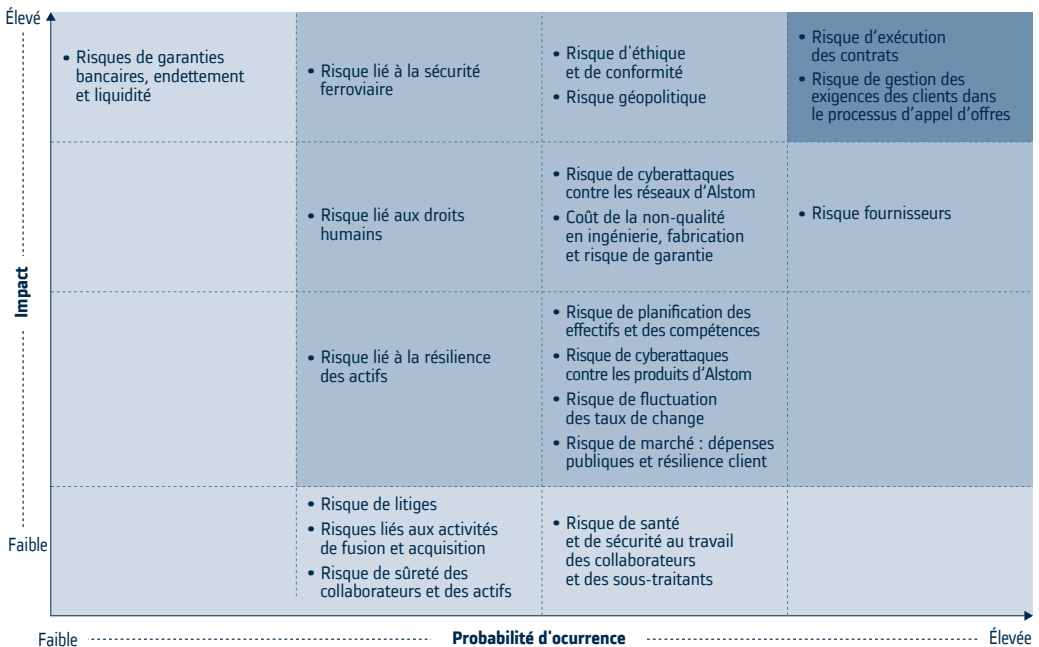 Élevé
• Risques de garanties
bancaires, endettement
et liquidité
• Risque lié à la sécurité
ferroviaire
• Risque d'éthique
et de conformité
• Risque géopolitique
• Risque d'exécution
des contrats
• Risque de gestion des
exigences des clients dans
le processus d'appel d'offres
• Risque lié aux droits
humains
• Risque de cyberattaques
contre les réseaux d'Alstom
• Coût de la non-qualité
en ingénierie, fabrication
et risque de garantie
• Risque fournisseurs
Impact
• Risque lié à la résilience
des actifs
• Risque de planification des
effectifs et des compétences
• Risque de cyberattaques
contre les produits d'Alstom
• Risque de fluctuation
des taux de change
• Risque de marché : dépenses
publiques et résilience client
• Risque de litiges
• Risques liés aux activités
de fusion et acquisition
• Risque de sûreté des
collaborateurs et des actifs
• Risque de santé
et de sécurité au travail
des collaborateurs
et des sous-traitants
Faible
Faible
Probabilité d'ocurrence
Élevée